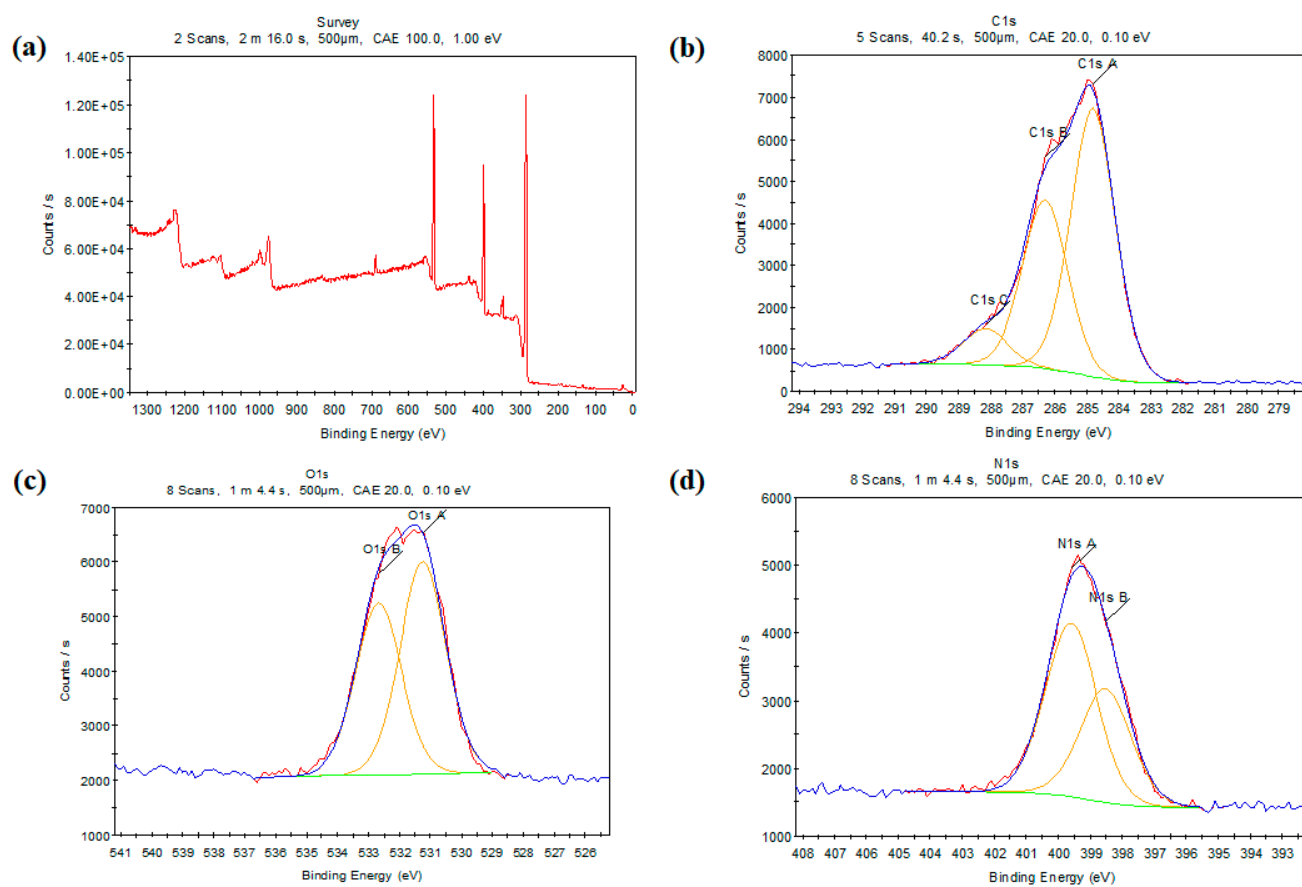 (a)
Survey
2 Scans, 2 m 16.0 s, 500µm, CAE 100.0, 1.00 eV
1.40E+05
1.20E+05
1.00E+05
8.00E+04
6.00E+04
4.00E+04
2.00E+04
0.00E+00
Counts / s
1300 1200 1100 1000 900 800 700 600 500 400 300 200 100 0
Binding Energy (eV)
(b)
C1s
5 Scans, 40.2 s, 500µm, CAE 20.0, 0.10 eV
8000
7000
6000
5000
4000
3000
2000
1000
0
Counts / s
C1s A
C1s B
C1s C
294 293 292 291 290 289 288 287 286 285 284 283 282 281 280 279
Binding Energy (eV)
(c)
O1s
8 Scans, 1 m 4.4 s, 500µm, CAE 20.0, 0.10 eV
7000
6000
5000
4000
3000
2000
1000
Counts / s
O1s A
O1s B
541 540 539 538 537 536 535 534 533 532 531 530 529 528 527 526
Binding Energy (eV)
(d)
N1s
8 Scans, 1 m 4.4 s, 500µm, CAE 20.0, 0.10 eV
6000
5000
4000
3000
2000
1000
Counts / s
N1s A
N1s B
408 407 406 405 404 403 402 401 400 399 398 397 396 395 394 393
Binding Energy (eV)